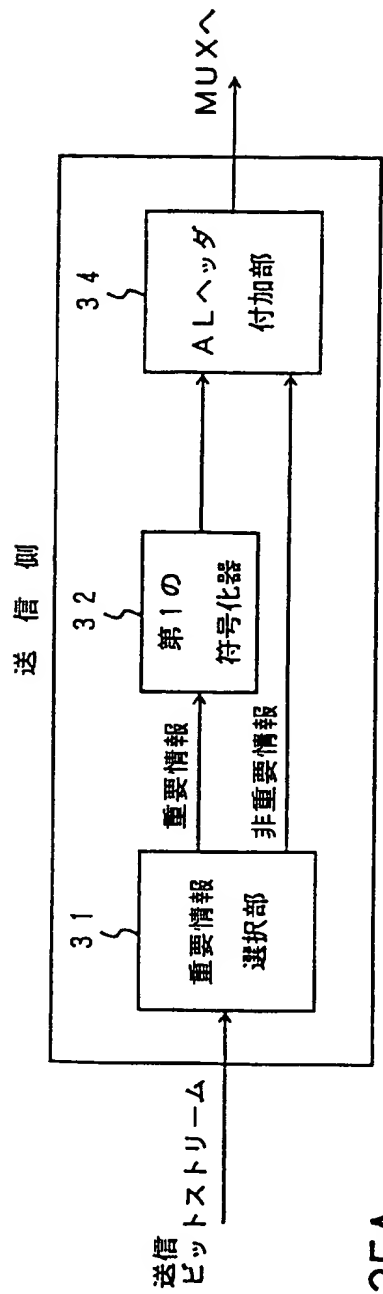 送信側
送信
ビットストリーム
31
重要情報
選択部
重要情報
非重要情報
32
第1の
符号化器
34
ALヘッダ
付加部
MUXへ